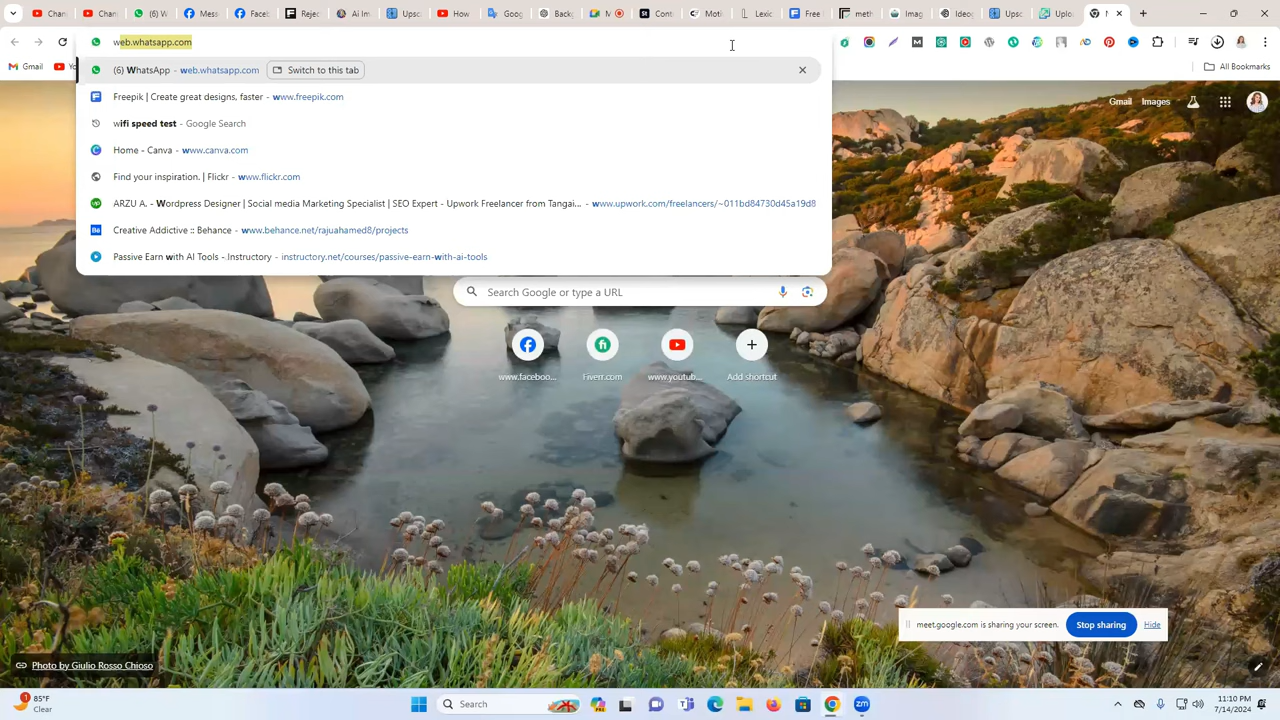 Chan
Chan
(6) W
Mess
Faceb
Reject
Ai Im
Upsc
How
Goog
Backg
M
St Cont
Moti
Lexic
Free
meth
Imag
Ideog
Upsc
Uplo
N
web.whatsapp.com
Gmail
You
All Bookmarks
(6) WhatsApp - web.whatsapp.com Switch to this tab
Freepik | Create great designs, faster - www.freepik.com
wifi speed test - Google Search
Home - Canva - www.canva.com
Find your inspiration. | Flickr - www.flickr.com
ARZU A. - Wordpress Designer | Social media Marketing Specialist | SEO Expert - Upwork Freelancer from Tangai... - www.upwork.com/freelancers/~011bd84730d45a19d8
Creative Addictive :: Behance - www.behance.net/rajuahamed8/projects
Passive Earn with AI Tools - Instructory - instructory.net/courses/passive-earn-with-ai-tools
Gmail Images
Search Google or type a URL
www.faceboo... Fiverr.com www.youtub... Add shortcut
meet.google.com is sharing your screen. Stop sharing Hide
Photo by Giulio Rosso Chioso
85°F
Clear
Search
11:10 PM
7/14/2024